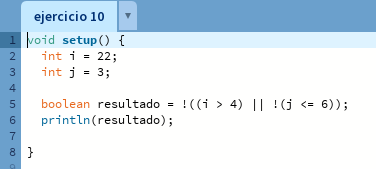 ejercicio 10
▼
1 void setup() {
2   int i = 22;
3   int j = 3;
4
5   boolean resultado = !((i > 4) || !(j <= 6));
6   println(resultado);
7
8 }
9